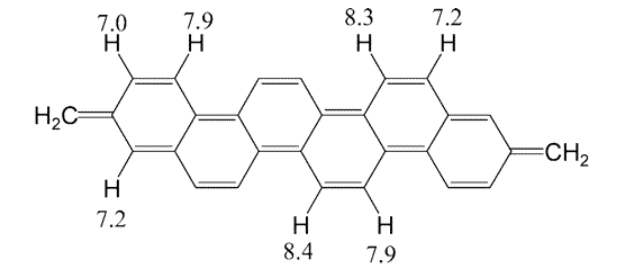 7.0 7.9 8.3 7.2
H H H H
H₂C
CH₂
H
7.2
H H
8.4 7.9